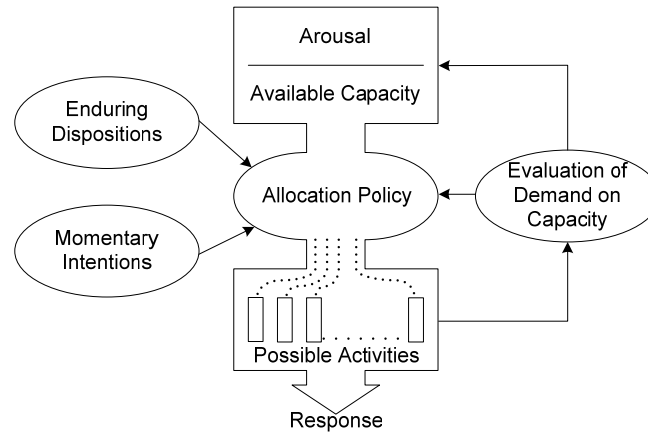 Arousal
Available Capacity
Enduring
Dispositions
Allocation Policy
Evaluation of
Demand on
Capacity
Momentary
Intentions
Possible Activities
Response